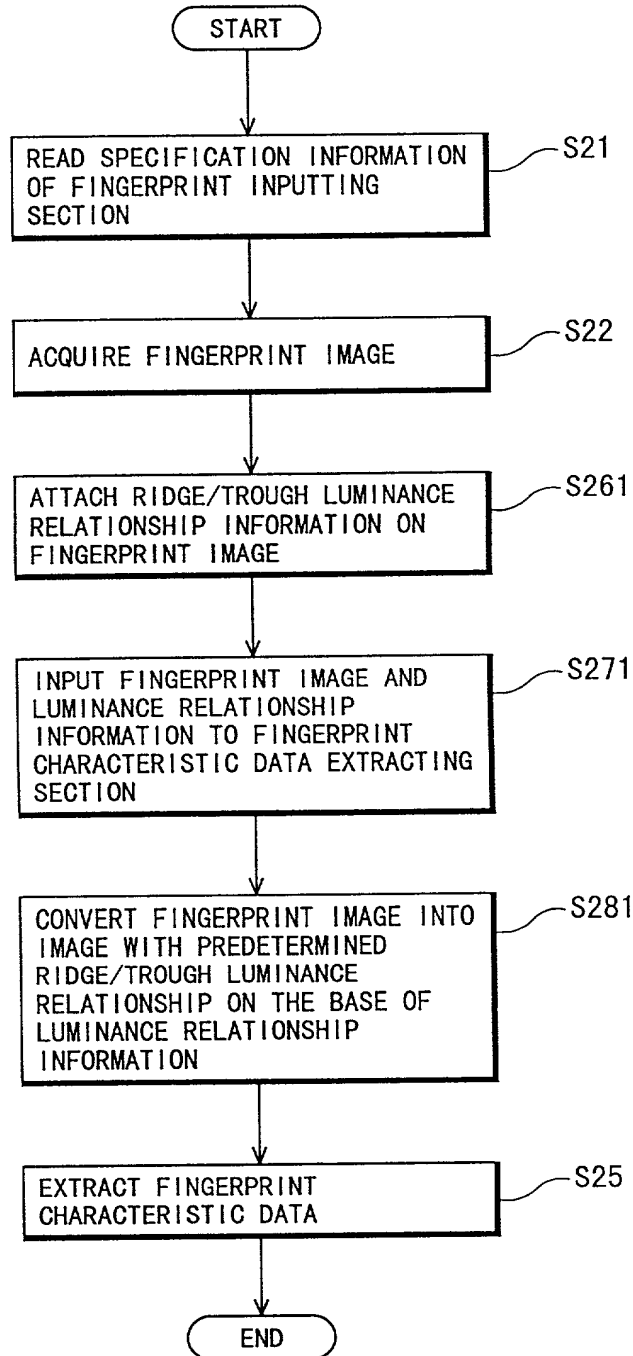 START
READ SPECIFICATION INFORMATION
OF FINGERPRINT INPUTTING
SECTION
S21
ACQUIRE FINGERPRINT IMAGE
S22
ATTACH RIDGE/TROUGH LUMINANCE
RELATIONSHIP INFORMATION ON
FINGERPRINT IMAGE
S261
INPUT FINGERPRINT IMAGE AND
LUMINANCE RELATIONSHIP
INFORMATION TO FINGERPRINT
CHARACTERISTIC DATA EXTRACTING
SECTION
S271
CONVERT FINGERPRINT IMAGE INTO
IMAGE WITH PREDETERMINED
RIDGE/TROUGH LUMINANCE
RELATIONSHIP ON THE BASE OF
LUMINANCE RELATIONSHIP
INFORMATION
S281
EXTRACT FINGERPRINT
CHARACTERISTIC DATA
S25
END